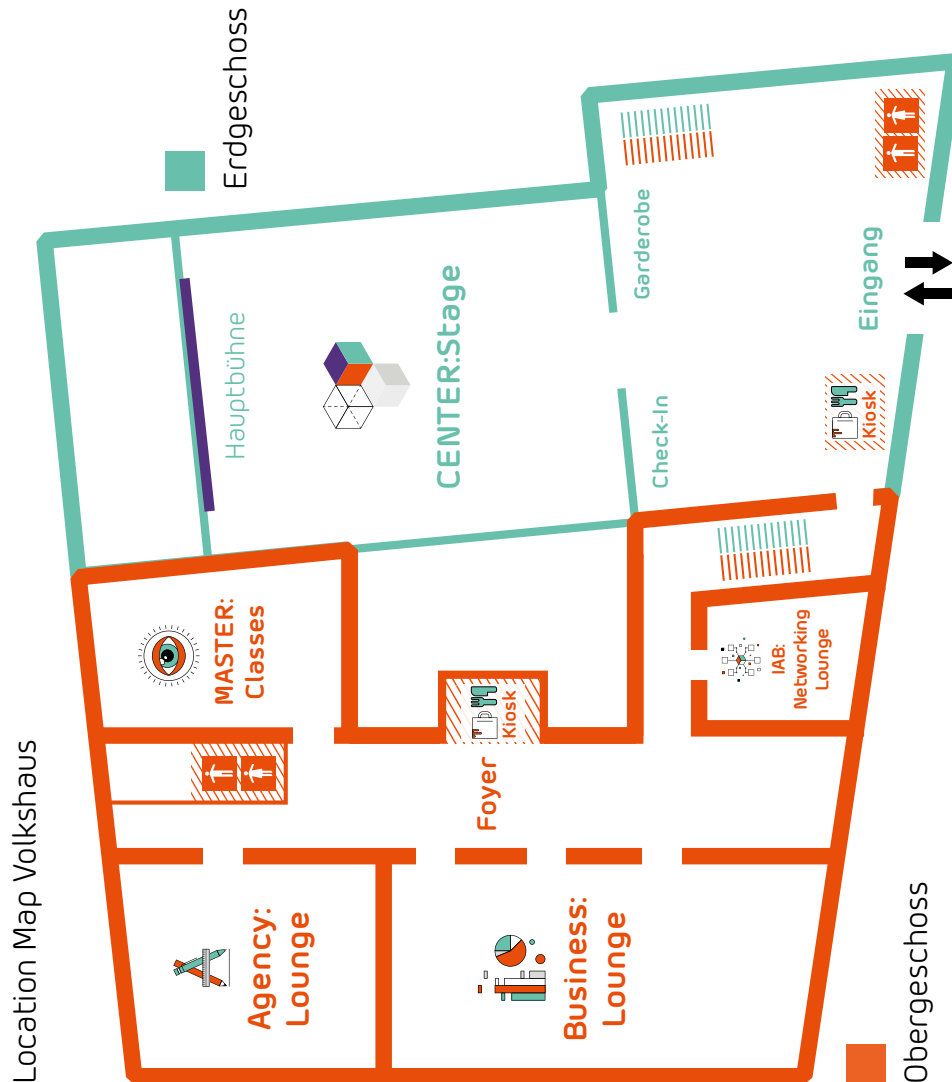 Location Map Volkshaus
Erdgeschoss
Obergeschoss
Agency:
Lounge
MASTER:
Classes
Hauptbühne
CENTER:Stage
Foyer
Kiosk
Business:
Lounge
IAB:
Networking
Lounge
Check-In
Garderobe
Kiosk
Eingang